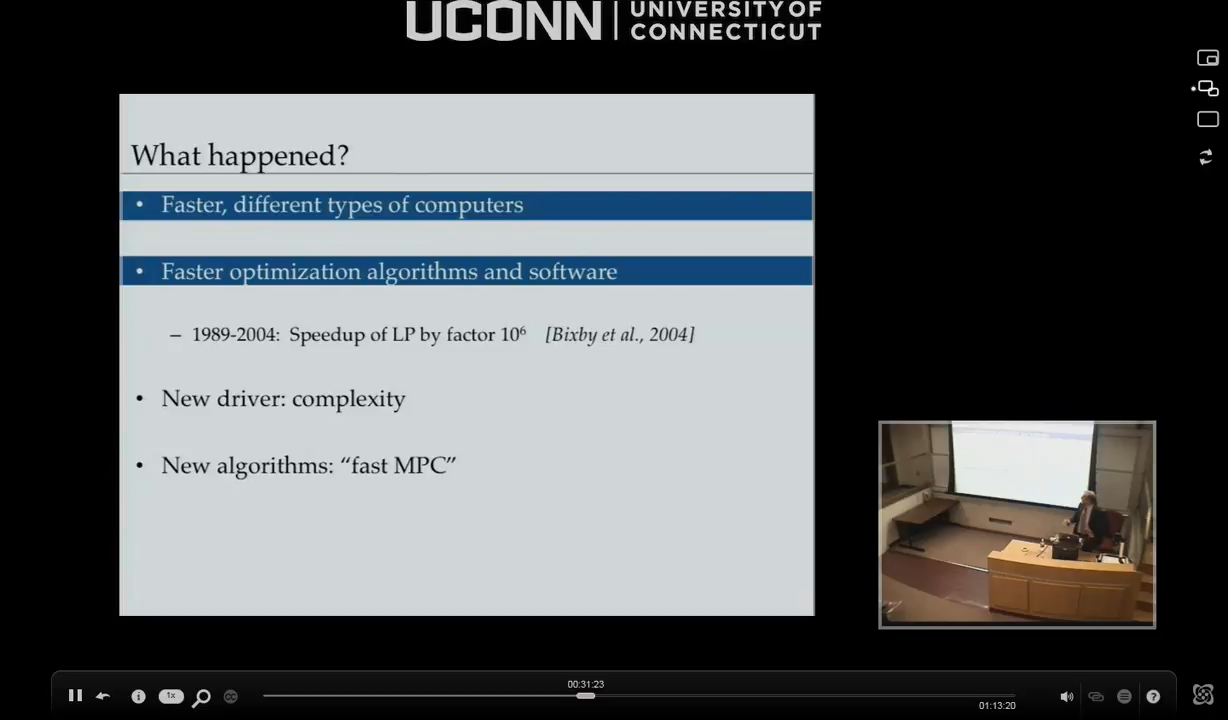 UCONN
UNIVERSITY OF
CONNECTICUT
What happened?
• Faster, different types of computers
• Faster optimization algorithms and software
– 1989-2004: Speedup of LP by factor 10⁶ [Bixby et al., 2004]
• New driver: complexity
• New algorithms: “fast MPC”
00:31:23
1x
01:13:20